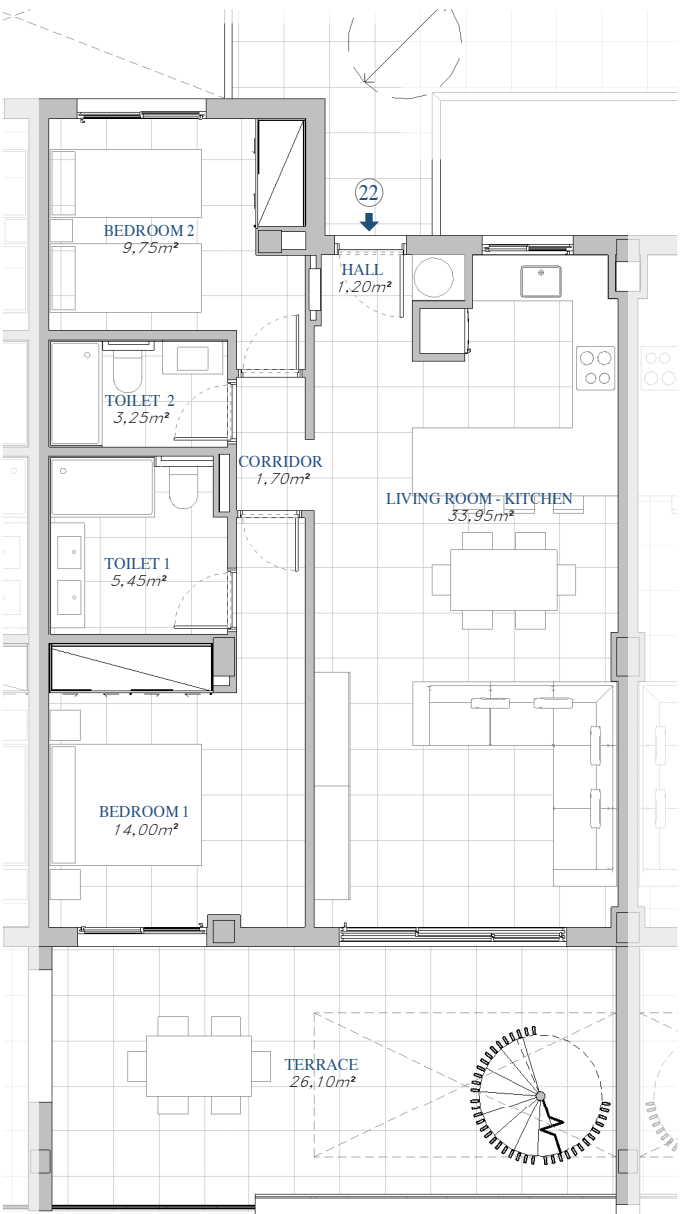 22
BEDROOM 2
9,75m²
HALL
1,20m²
TOILET 2
3,25m²
CORRIDOR
1,70m²
LIVING ROOM - KITCHEN
33,95m²
TOILET 1
5,45m²
BEDROOM 1
14,00m²
TERRACE
26,10m²